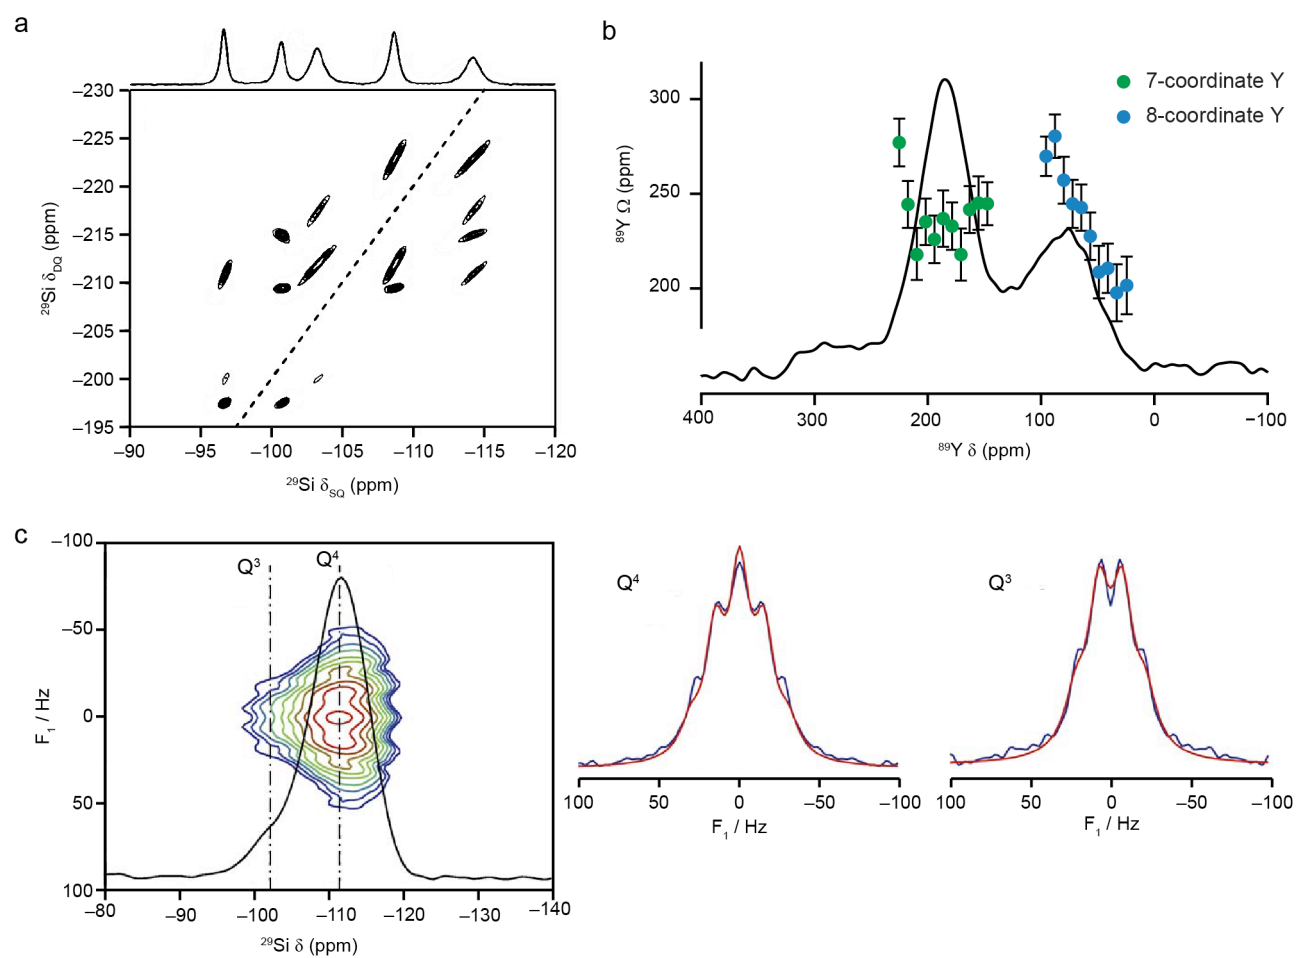 a
−230
−225
−220
−215
−210
−205
−200
−195
²⁹Si δDQ (ppm)
−90 −95 −100 −105 −110 −115 −120
²⁹Si δSQ (ppm)
b
300
250
200
⁸⁹Y Ω (ppm)
7-coordinate Y
8-coordinate Y
400 300 200 100 0 −100
⁸⁹Y δ (ppm)
c
−100
−50
0
50
100
F₁ / Hz
Q³ Q⁴
−80 −90 −100 −110 −120 −130 −140
²⁹Si δ (ppm)
Q⁴
100 50 0 −50 −100
F₁ / Hz
Q³
100 50 0 −50 −100
F₁ / Hz